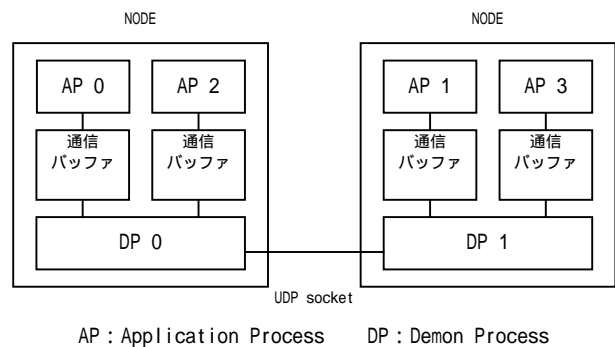 NODE
NODE
AP 0
AP 2
AP 1
AP 3
通信
バッファ
通信
バッファ
通信
バッファ
通信
バッファ
DP 0
DP 1
UDP socket
AP：Application Process DP：Demon Process